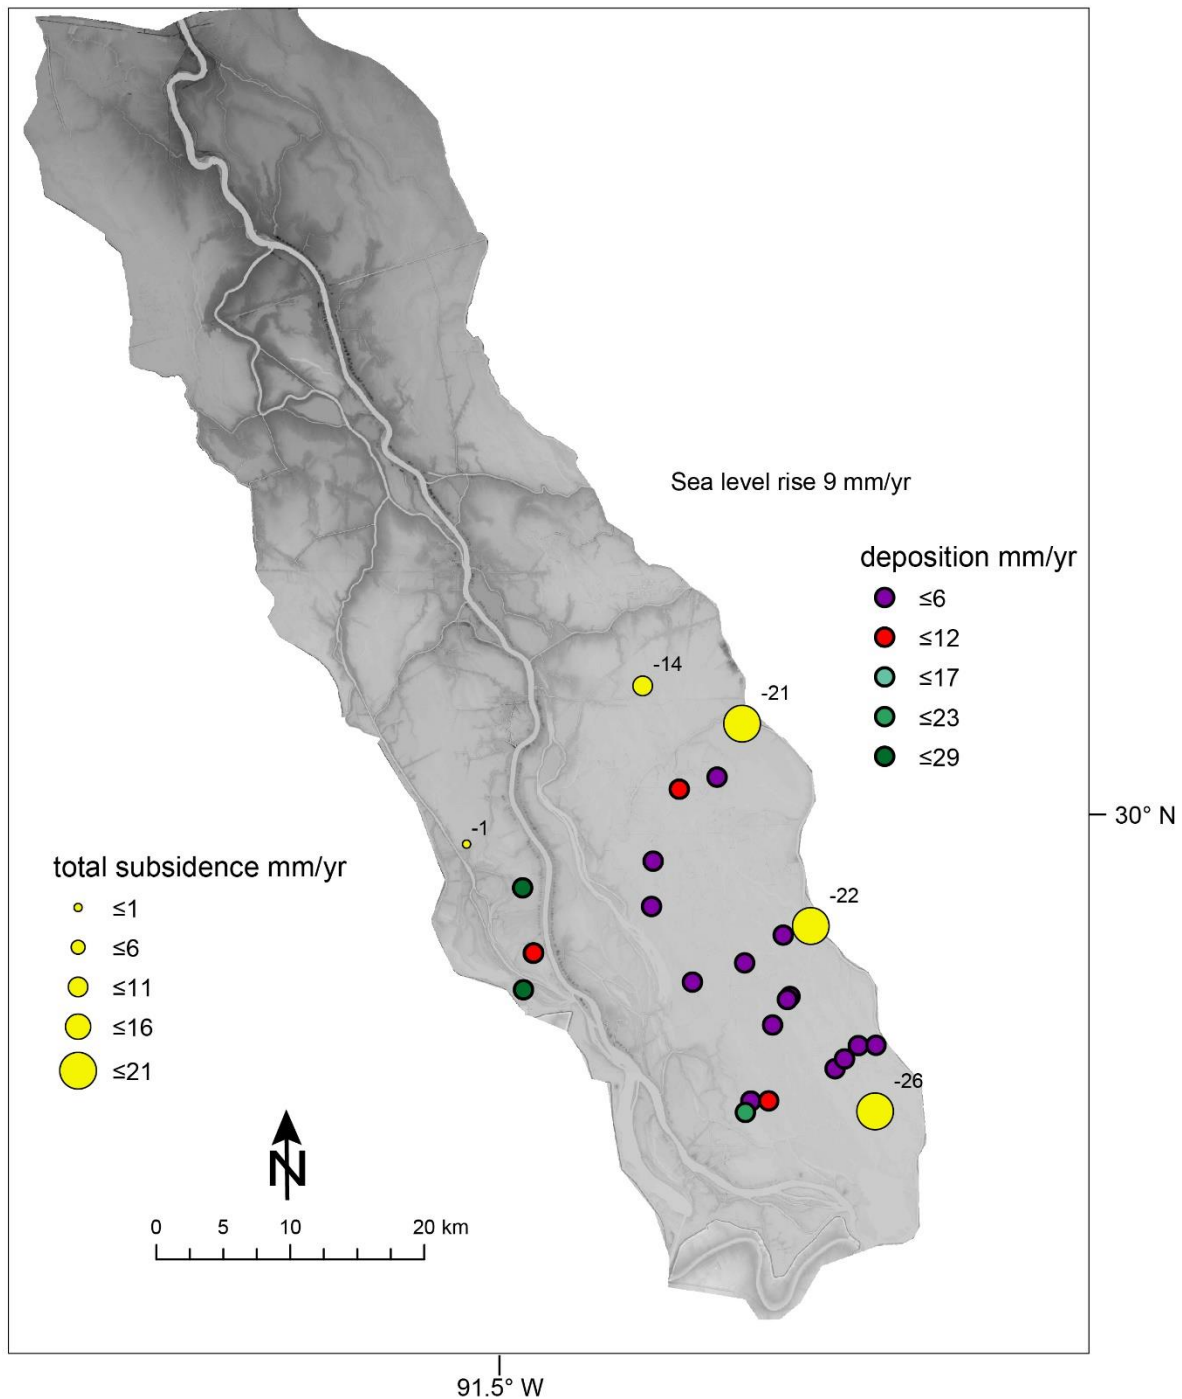 Sea level rise 9 mm/yr
deposition mm/yr
≤6
≤12
≤17
≤23
≤29
-14
-21
30° N
-1
total subsidence mm/yr
≤1
≤6
≤11
≤16
≤21
-22
-26
N
0 5 10 20 km
91.5° W